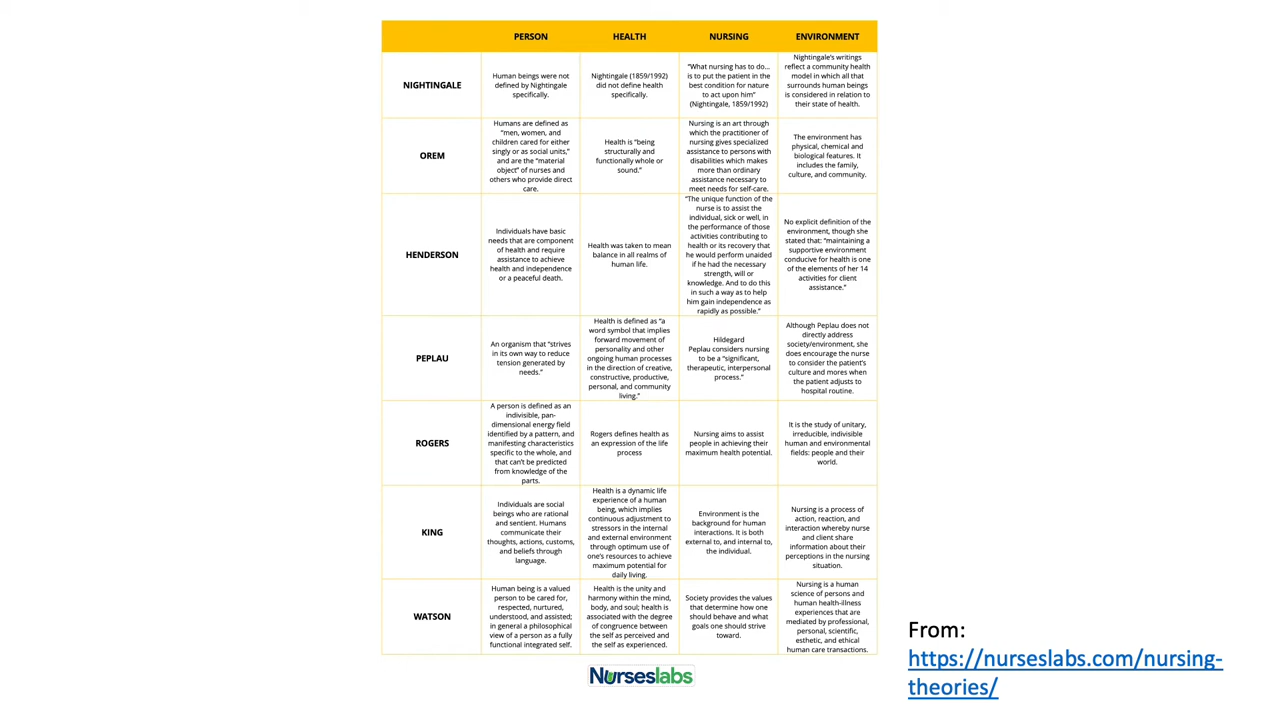 PERSON HEALTH NURSING ENVIRONMENT
NIGHTINGALE
Human beings were not
defined by Nightingale
specifically.
Nightingale (1859/1992)
did not define health
specifically.
“What nursing has to do…
is to put the patient in the
best condition for nature
to act upon him”
(Nightingale, 1859/1992)
Nightingale’s writings
reflect a community health
model in which all that
surrounds human beings
is considered in relation to
their state of health.
OREM
Humans are defined as
“men, women, and
children cared for either
singly or as social units,”
and are the “material
object” of nurses and
others who provide direct
care.
Health is “being
structurally and
functionally whole or
sound.”
Nursing is an art through
which the practitioner of
nursing gives specialized
assistance to persons with
disabilities which makes
more than ordinary
assistance necessary to
meet needs for self-care.
The environment has
physical, chemical and
biological features. It
includes the family,
culture, and community.
HENDERSON
Individuals have basic
needs that are component
of health and require
assistance to achieve
health and independence
or a peaceful death.
Health was taken to mean
balance in all realms of
human life.
“The unique function of the
nurse is to assist the
individual, sick or well, in
the performance of those
activities contributing to
health or its recovery that
he would perform unaided
if he had the necessary
strength, will or
knowledge. And to do this
in such a way as to help
him gain independence as
rapidly as possible.”
No explicit definition of the
environment, though she
stated that: “maintaining a
supportive environment
conducive for health is one
of the elements of her 14
activities for client
assistance.”
PEPLAU
An organism that “strives
in its own way to reduce
tension generated by
needs.”
Health is defined as “a
word symbol that implies
forward movement of
personality and other
ongoing human processes
in the direction of creative,
constructive, productive,
personal, and community
living.”
Hildegard
Peplau considers nursing
to be a “significant,
therapeutic, interpersonal
process.”
Although Peplau does not
directly address
society/environment, she
does encourage the nurse
to consider the patient’s
culture and mores when
the patient adjusts to
hospital routine.
ROGERS
A person is defined as an
indivisible, pan-
dimensional energy field
identified by a pattern, and
manifesting characteristics
specific to the whole, and
that can’t be predicted
from knowledge of the
parts.
Rogers defines health as
an expression of the life
process
Nursing aims to assist
people in achieving their
maximum health potential.
It is the study of unitary,
irreducible, indivisible
human and environmental
fields: people and their
world.
KING
Individuals are social
beings who are rational
and sentient. Humans
communicate their
thoughts, actions, customs,
and beliefs through
language.
Health is a dynamic life
experience of a human
being, which implies
continuous adjustment to
stressors in the internal
and external environment
through optimum use of
one’s resources to achieve
maximum potential for
daily living.
Environment is the
background for human
interactions. It is both
external to, and internal to,
the individual.
Nursing is a process of
action, reaction, and
interaction whereby nurse
and client share
information about their
perceptions in the nursing
situation.
WATSON
Human being is a valued
person to be cared for,
respected, nurtured,
understood, and assisted;
in general a philosophical
view of a person as a fully
functional integrated self.
Health is the unity and
harmony within the mind,
body, and soul; health is
associated with the degree
of congruence between
the self as perceived and
the self as experienced.
Society provides the values
that determine how one
should behave and what
goals one should strive
toward.
Nursing is a human
science of persons and
human health-illness
experiences that are
mediated by professional,
personal, scientific,
esthetic, and ethical
human care transactions.
Nurseslabs
From:
https://nurseslabs.com/nursing-
theories/